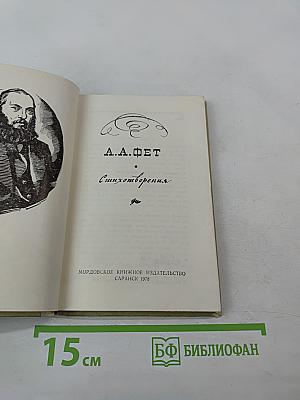 А.А.ФЕТ
Стихотворения
МОРДОВСКОЕ КНИЖНОЕ ИЗДАТЕЛЬСТВО
САРАНСК 1978
15 см
БФ БИБЛИОФАН